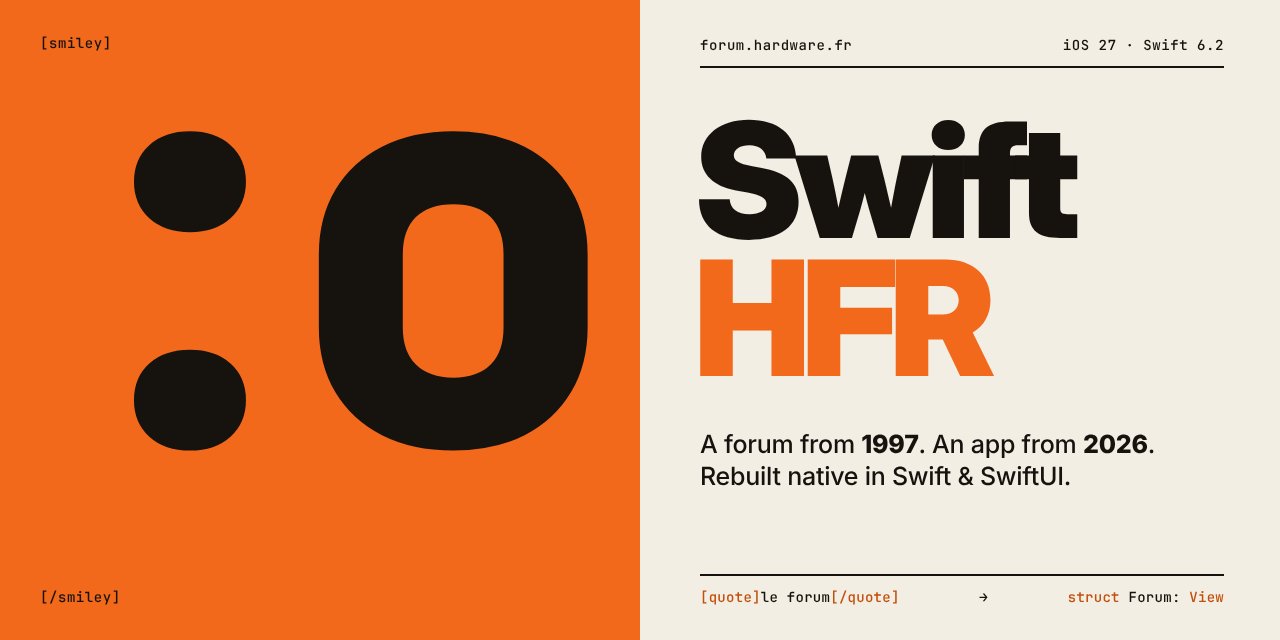 [smiley]
:o
[/smiley]
forum.hardware.fr
iOS 27 · Swift 6.2
Swift
HFR
A forum from 1997. An app from 2026.
Rebuilt native in Swift & SwiftUI.
[quote]le forum[/quote] → struct Forum: View